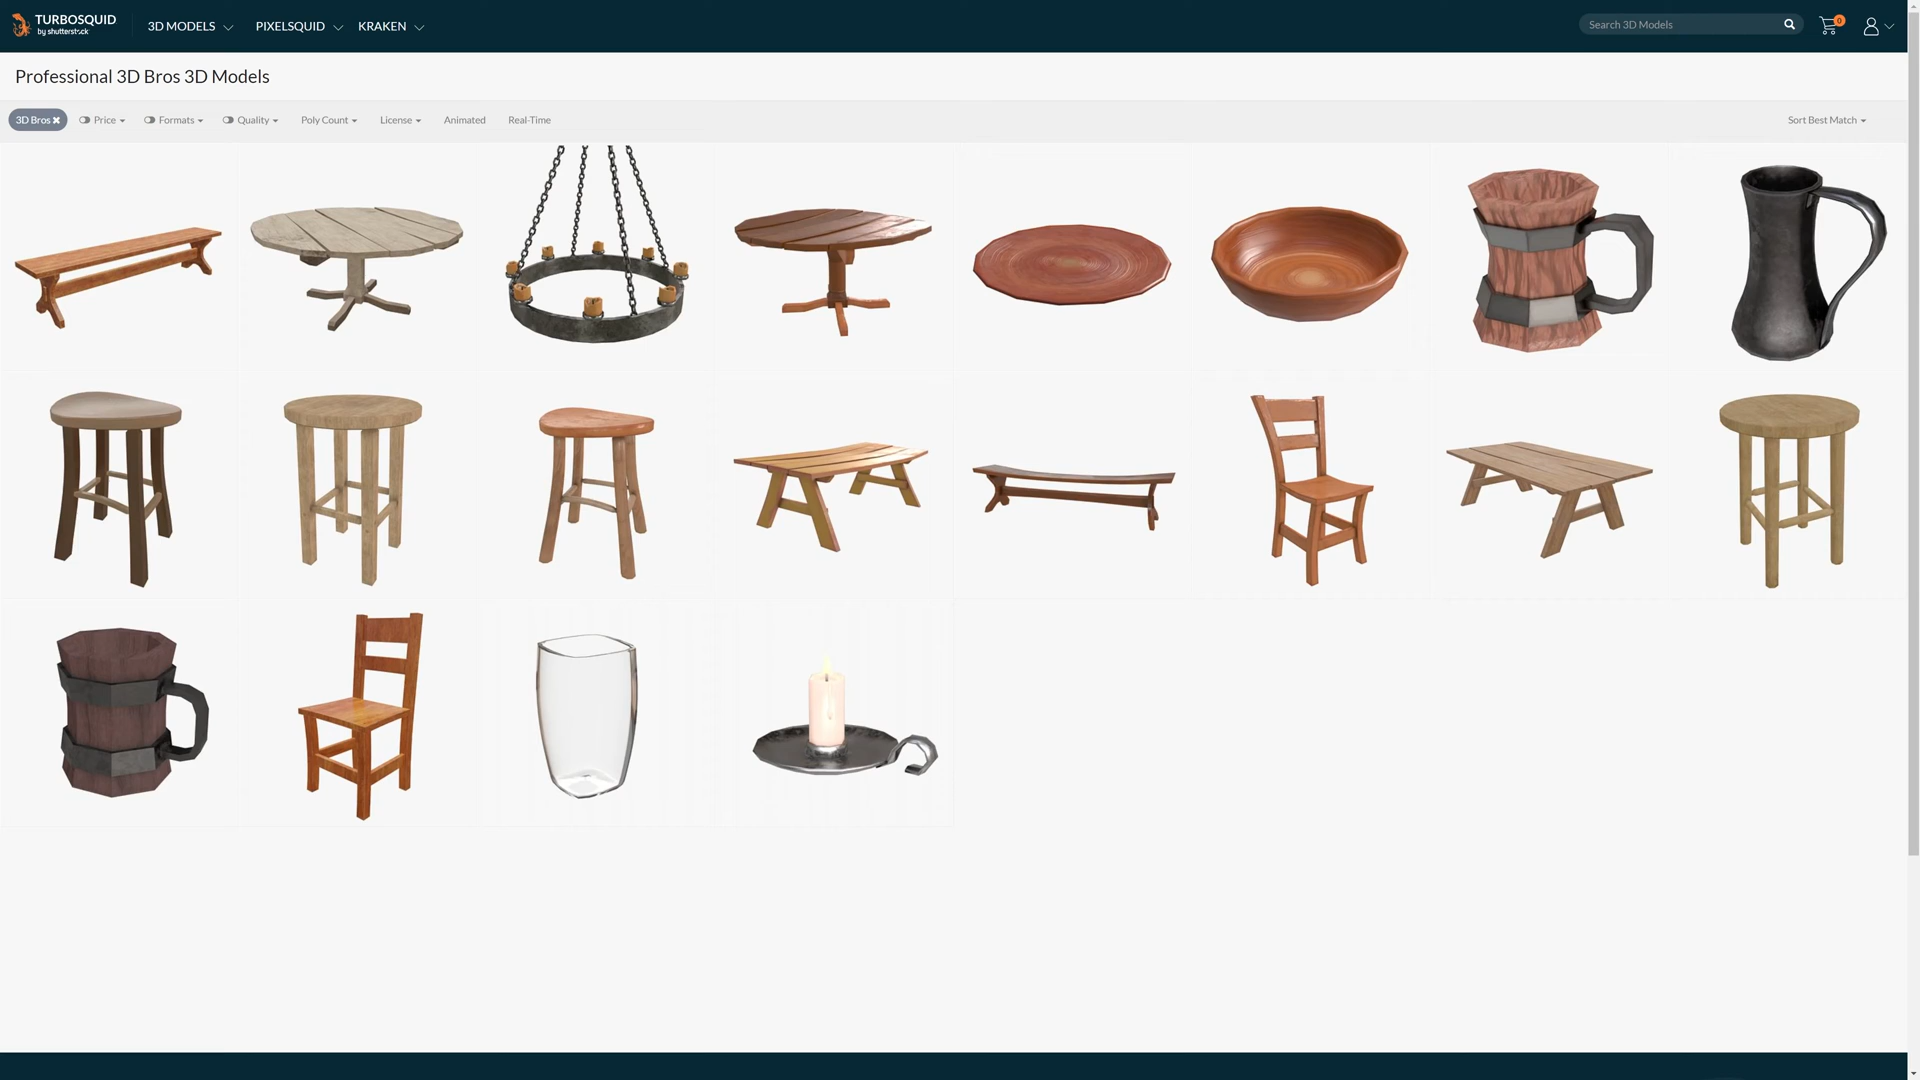 TURBOSQUID
by shutterstock
3D MODELS
PIXELSQUID
KRAKEN
Search 3D Models
0
Professional 3D Bros 3D Models
3D Bros
Price
Formats
Quality
Poly Count
License
Animated
Real-Time
Sort Best Match